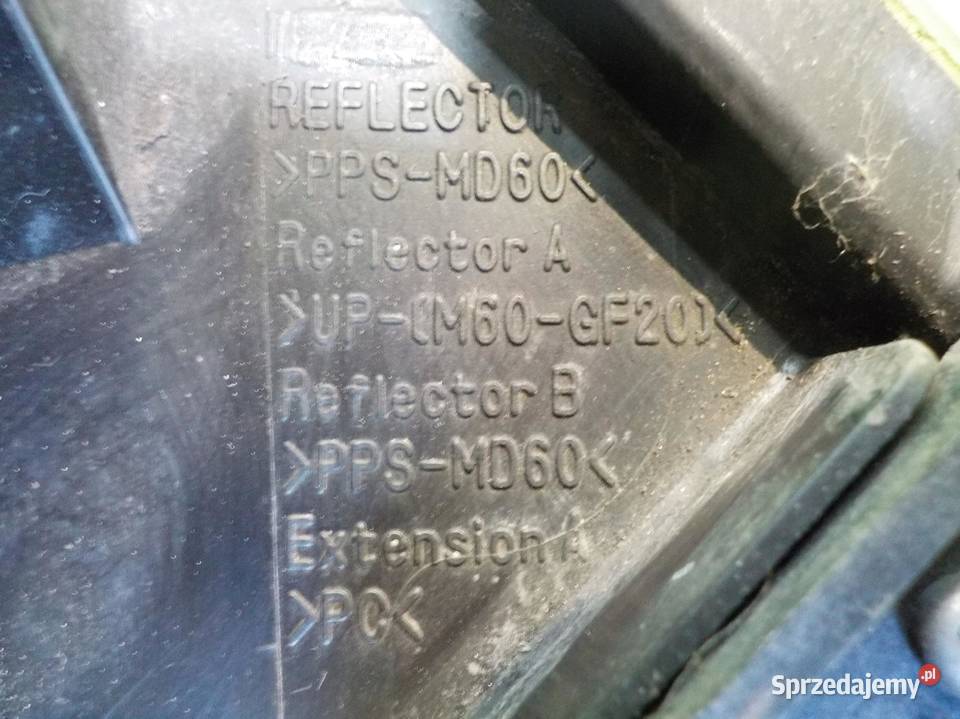 REFLECTOR
>PPS-MD60<
Reflector A
>UP-(M60-GF20)<
Reflector B
>PPS-MD60<
Extension A
>PC<
Sprzedajemy.pl